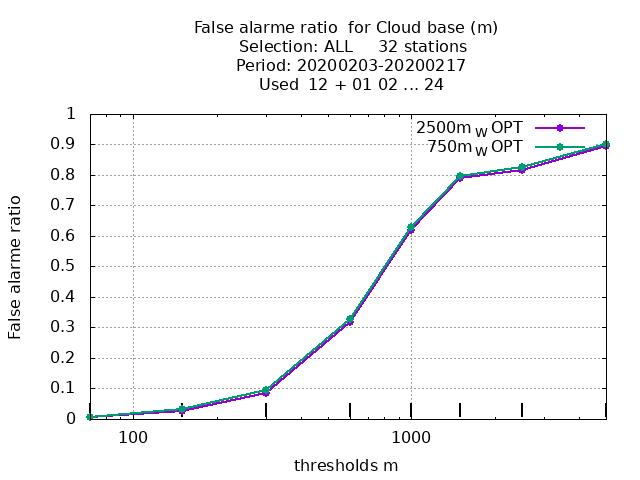 False alarme ratio  for Cloud base (m)
Selection: ALL     32 stations
Period: 20200203-20200217
Used  12 + 01 02 ... 24
2500m W OPT
750m W OPT
1
0.9
0.8
0.7
0.6
0.5
0.4
0.3
0.2
0.1
0
False alarme ratio
100
1000
thresholds m